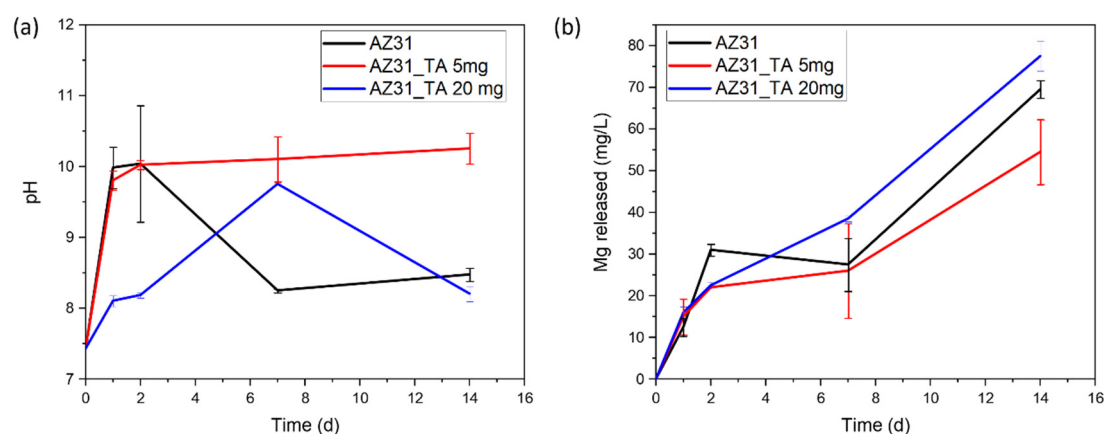 (a)
12
11
10
9
8
7
pH
AZ31
AZ31_TA 5mg
AZ31_TA 20 mg
0 2 4 6 8 10 12 14 16
Time (d)
(b)
80
70
60
50
40
30
20
10
0
Mg released (mg/L)
AZ31
AZ31_TA 5mg
AZ31_TA 20mg
0 2 4 6 8 10 12 14 16
Time (d)